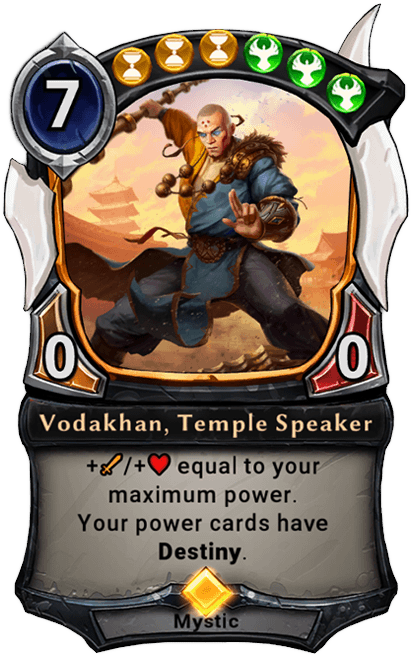 7
0
0
Vodakhan, Temple Speaker
+/+ equal to your
maximum power.
Your power cards have
Destiny.
Mystic